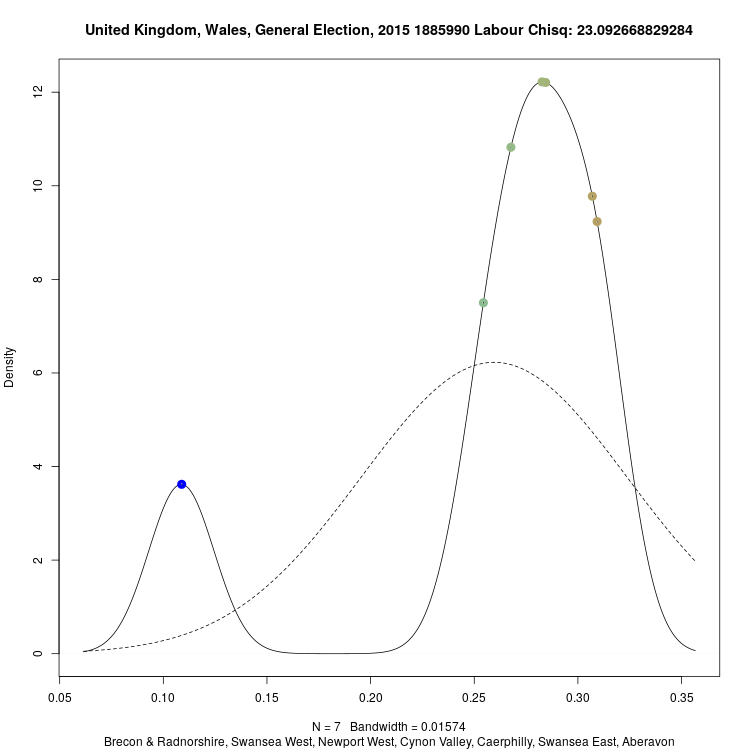 United Kingdom, Wales, General Election, 2015 1885990 Labour Chisq: 23.092668829284
12
10
8
6
4
2
0
Density
0.05 0.10 0.15 0.20 0.25 0.30 0.35
N = 7 Bandwidth = 0.01574
Brecon & Radnorshire, Swansea West, Newport West, Cynon Valley, Caerphilly, Swansea East, Aberavon